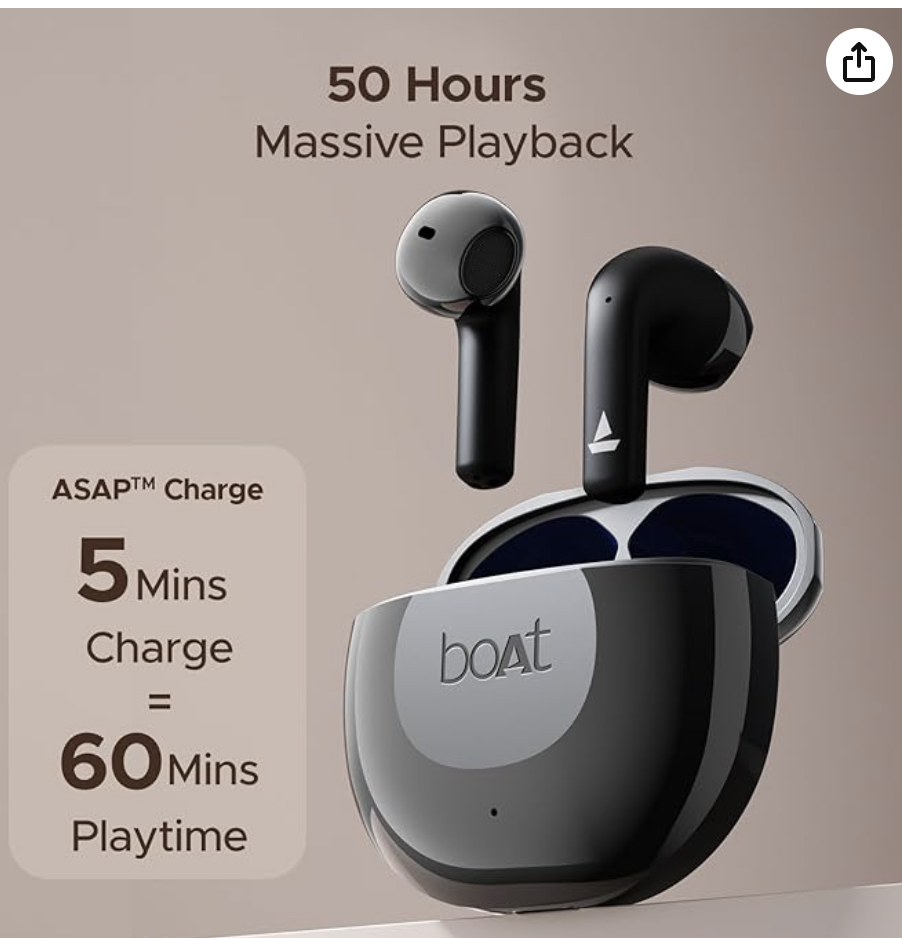 50 Hours
Massive Playback
ASAP™ Charge
5 Mins
Charge
=
60 Mins
Playtime
boAt